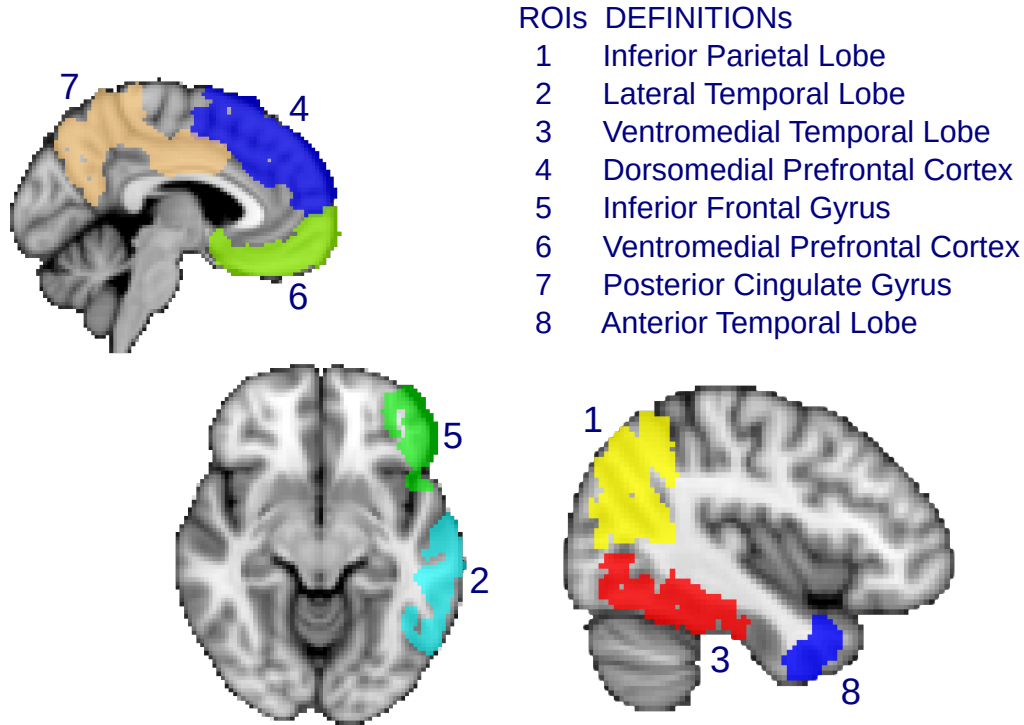 ROIs DEFINITIONs
1 Inferior Parietal Lobe
2 Lateral Temporal Lobe
3 Ventromedial Temporal Lobe
4 Dorsomedial Prefrontal Cortex
5 Inferior Frontal Gyrus
6 Ventromedial Prefrontal Cortex
7 Posterior Cingulate Gyrus
8 Anterior Temporal Lobe
7
4
6
5
2
1
3
8